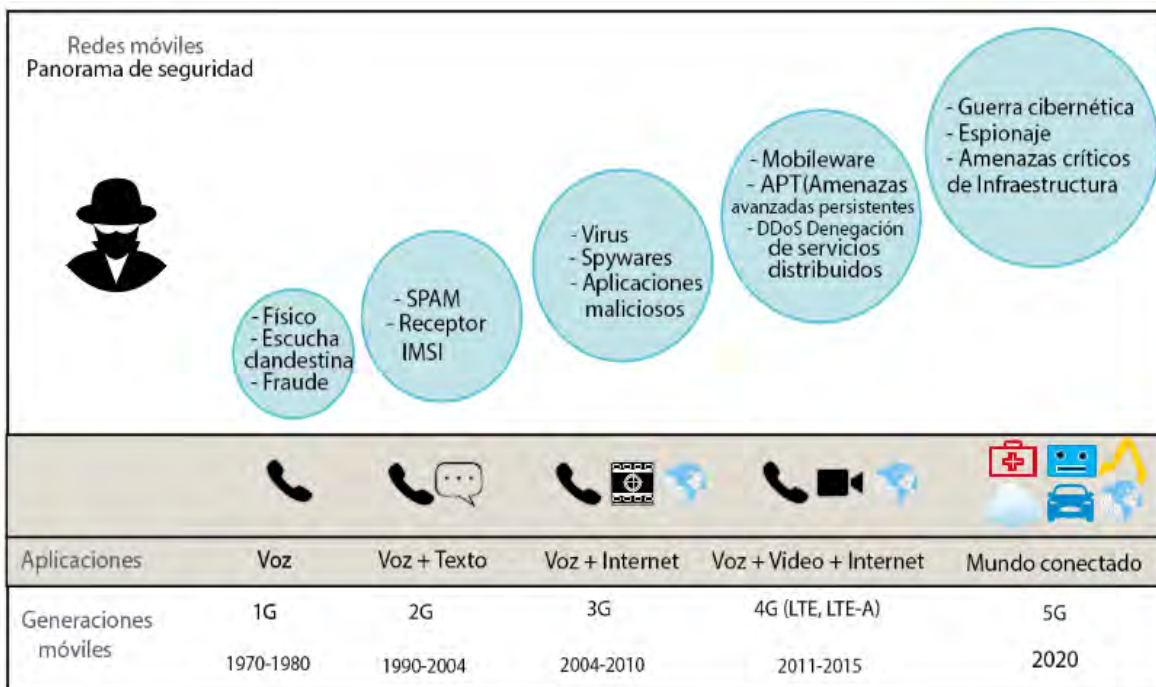 Redes móviles
Panorama de seguridad
- Físico
- Escucha
clandestina
- Fraude
- SPAM
- Receptor
IMSI
- Virus
- Spywares
- Aplicaciones
maliciosos
- Mobileware
- APT(Amenazas
avanzadas persistentes
- DDoS Denegación
de servicios
distribuidos
- Guerra cibernética
- Espionaje
- Amenazas críticos
de Infraestructura
Aplicaciones Voz Voz + Texto Voz + Internet Voz + Video + Internet Mundo conectado
Generaciones
móviles
1G 2G 3G 4G (LTE, LTE-A) 5G
1970-1980 1990-2004 2004-2010 2011-2015 2020